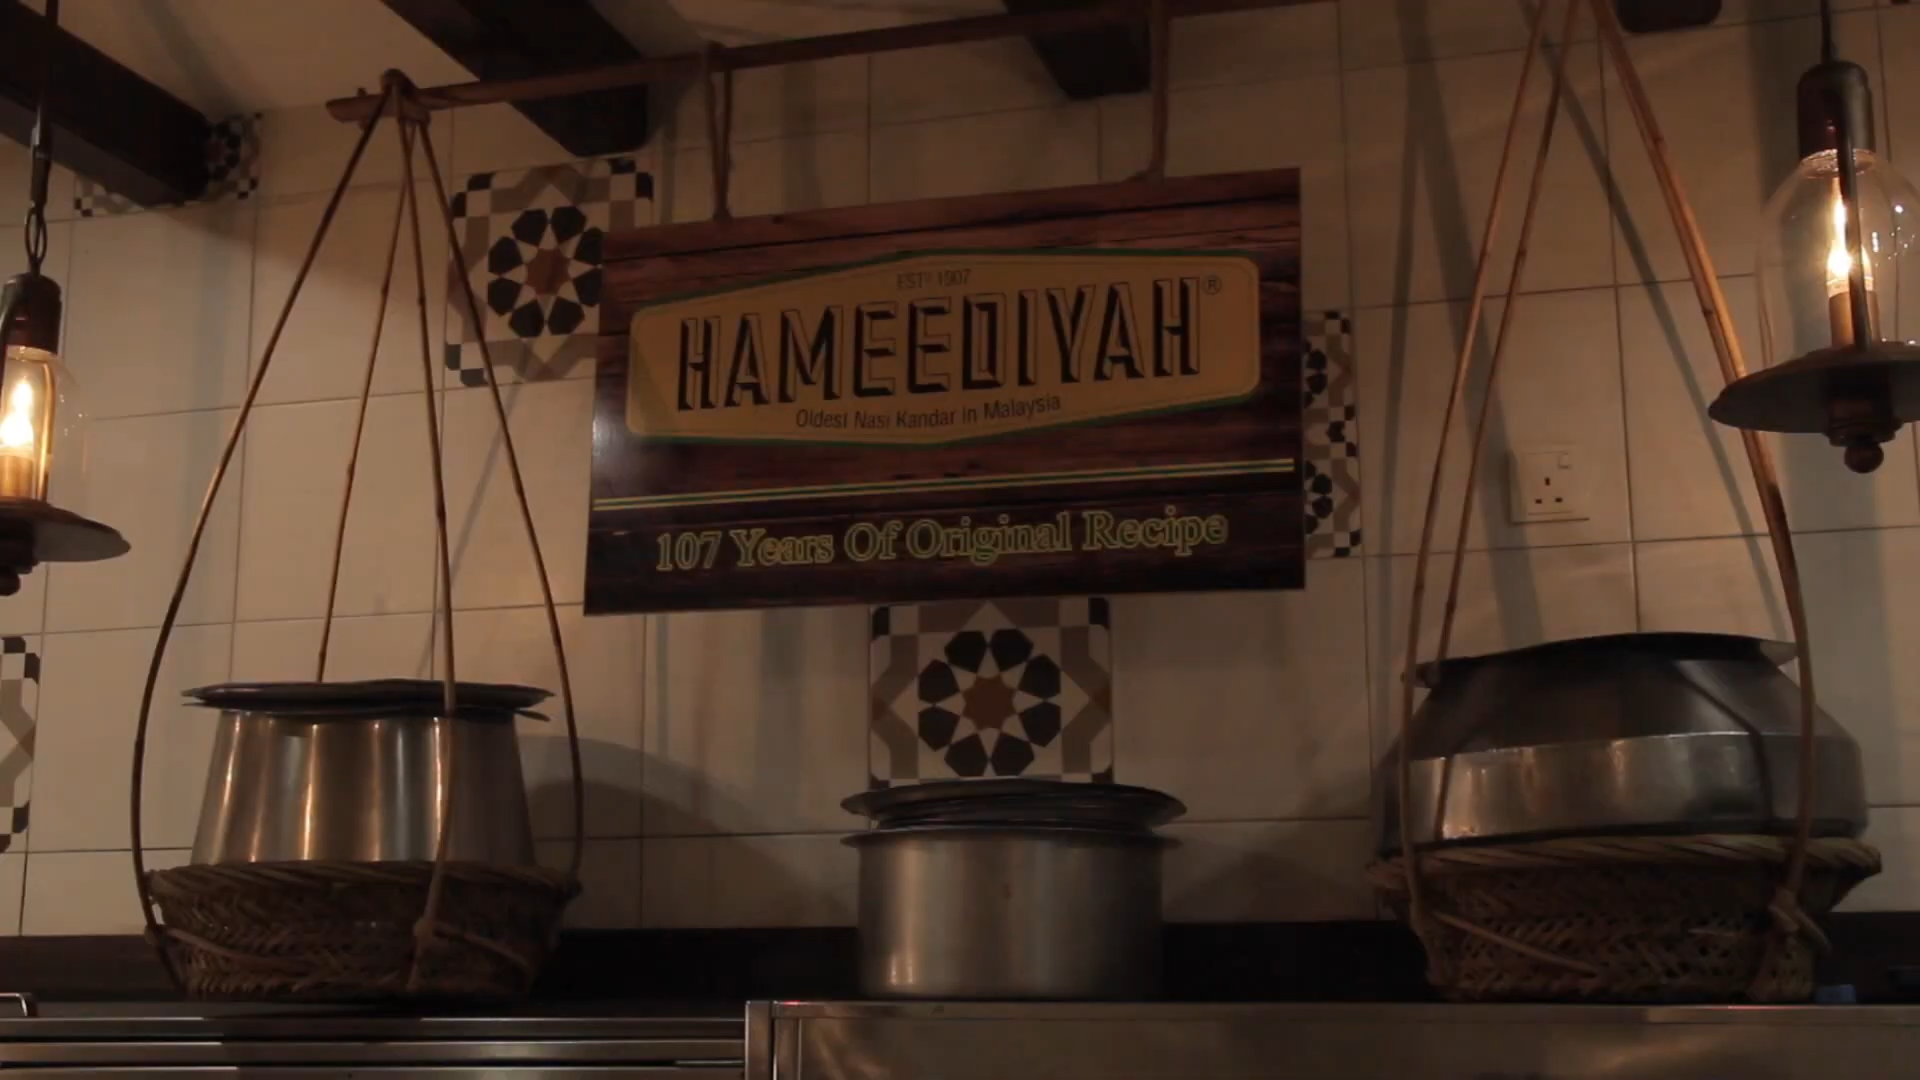 ESTD 1907
HAMEEDIYAH®
Oldest Nasi Kandar in Malaysia
107 Years Of Original Recipe